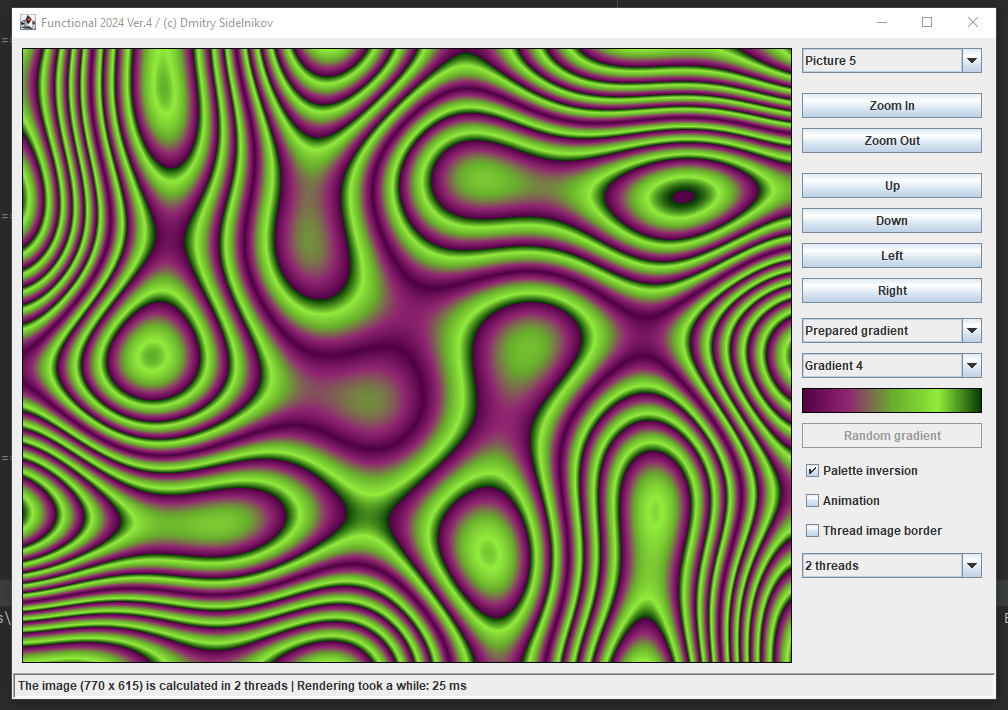 Functional 2024 Ver.4 / (c) Dmitry Sidelnikov
Picture 5
Zoom In
Zoom Out
Up
Down
Left
Right
Prepared gradient
Gradient 4
Random gradient
Palette inversion
Animation
Thread image border
2 threads
The image (770 x 615) is calculated in 2 threads | Rendering took a while: 25 ms